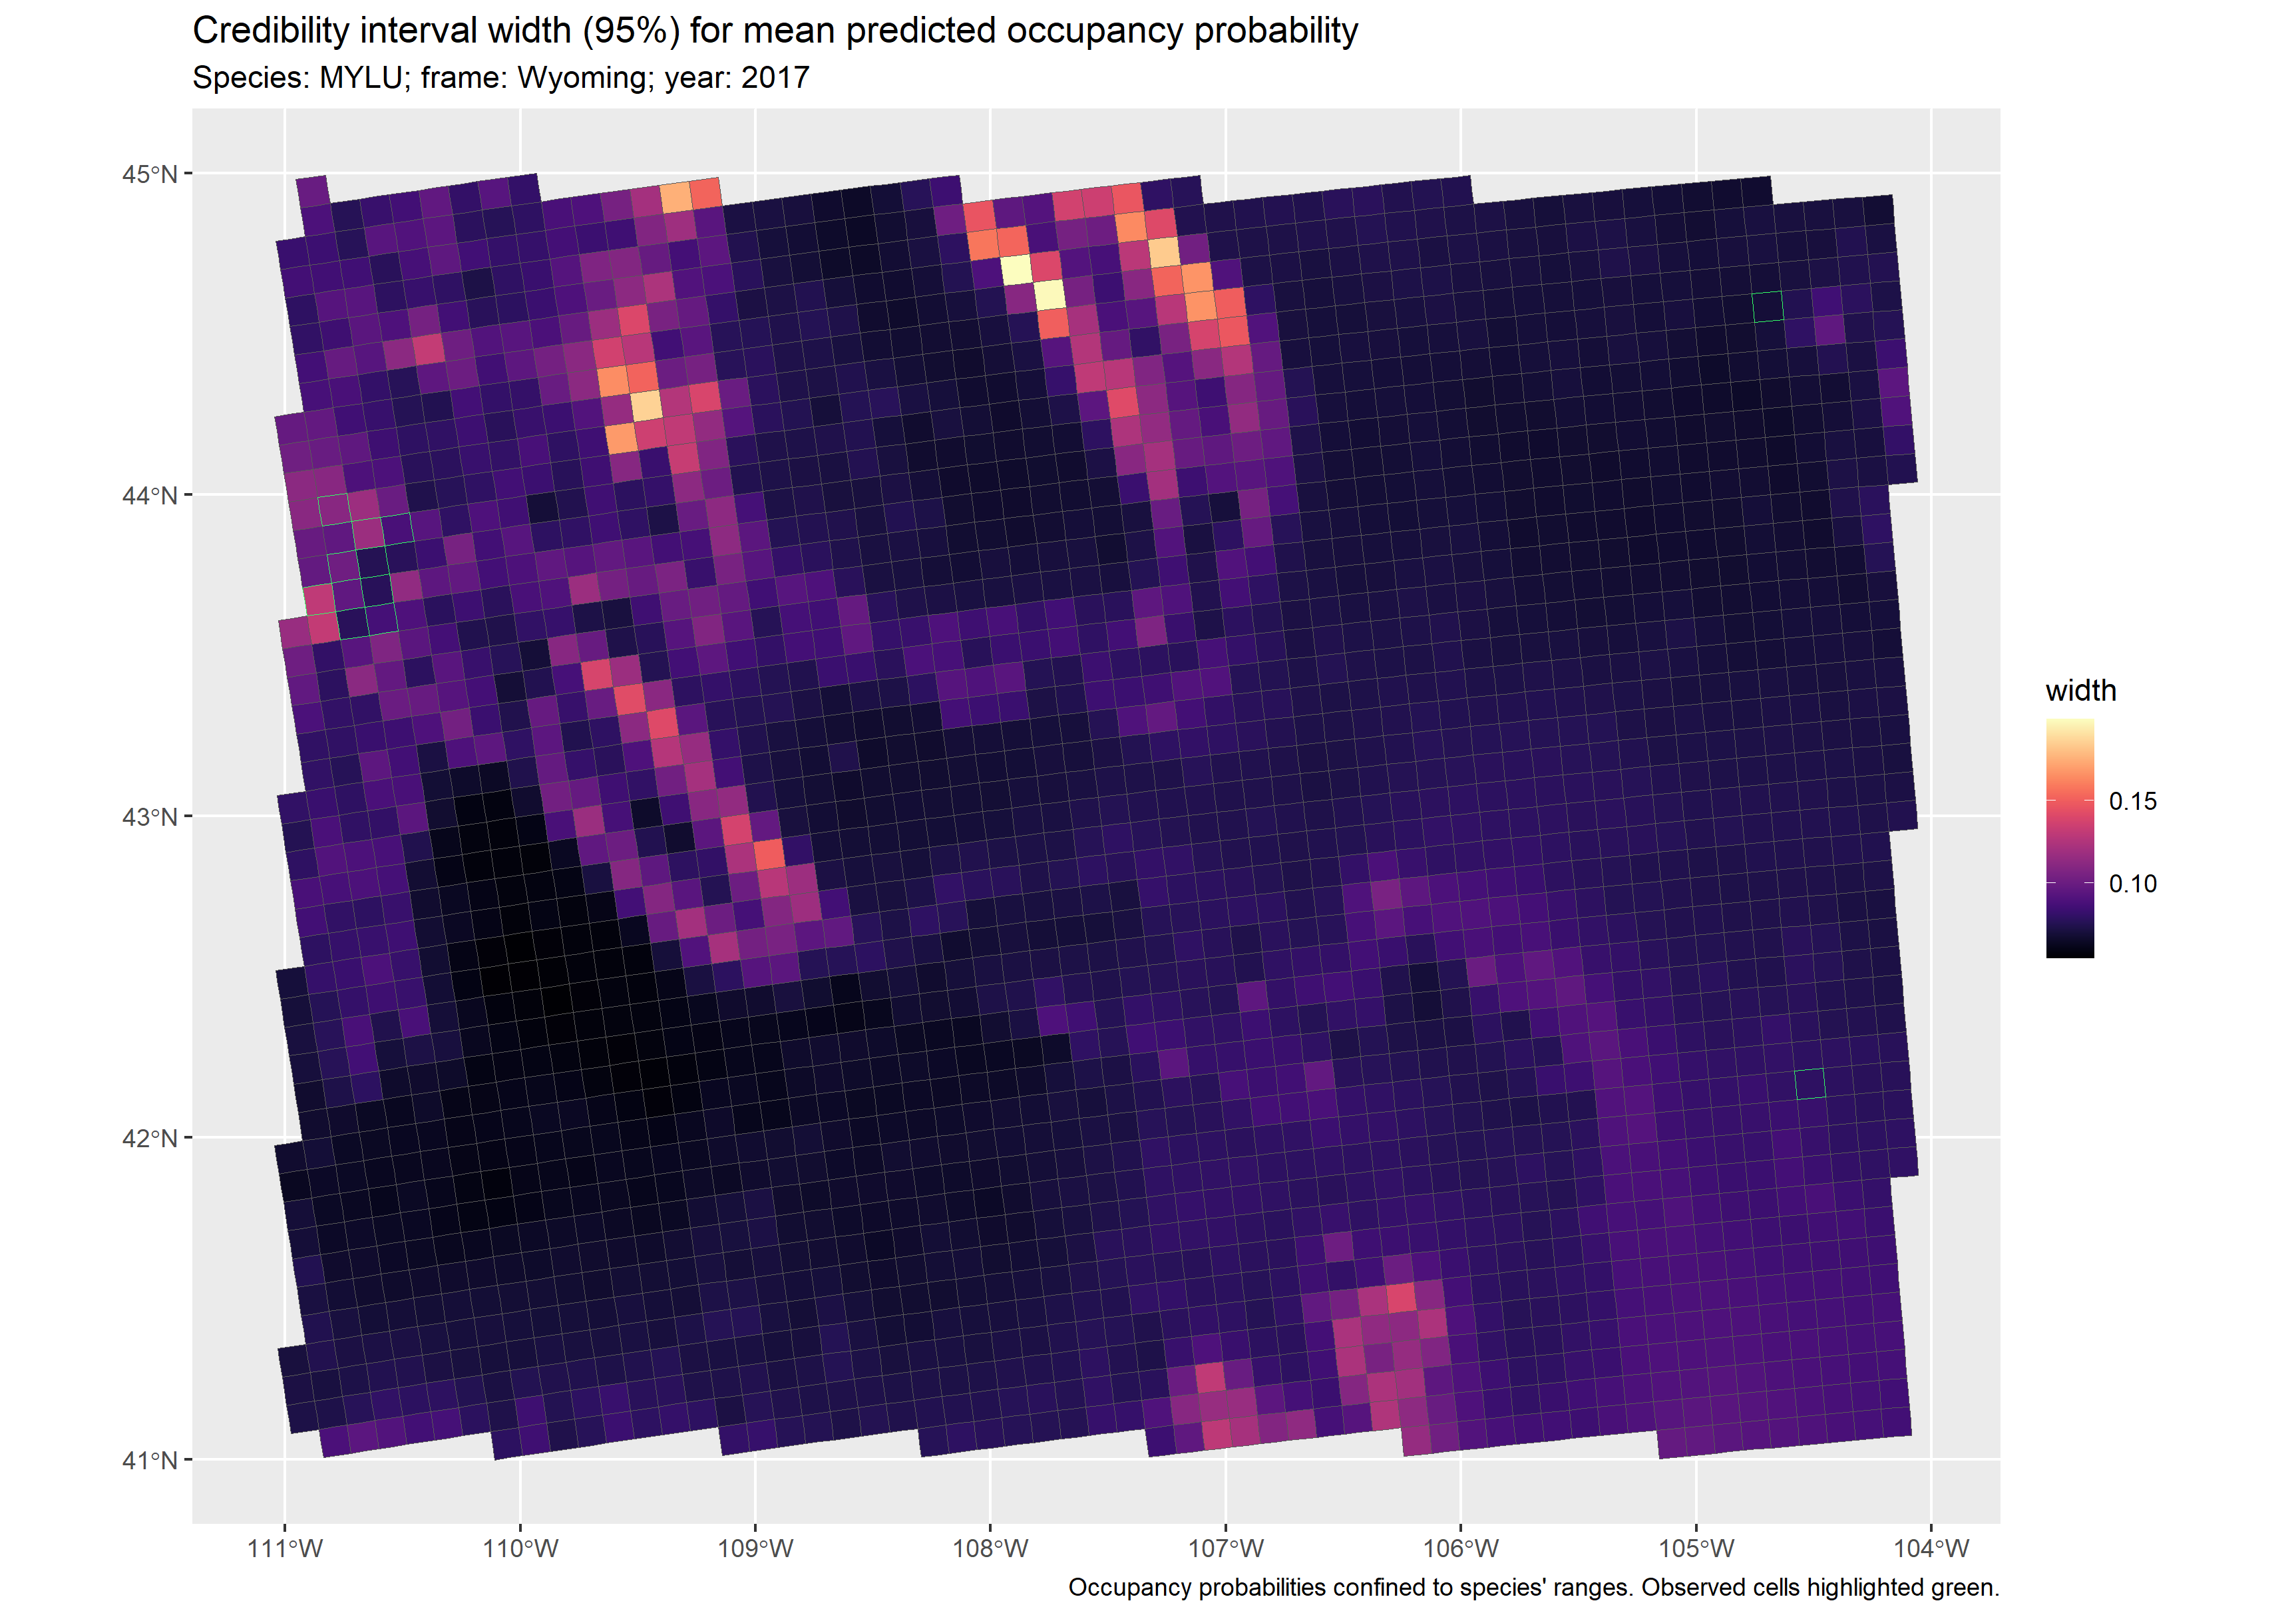 Credibility interval width (95%) for mean predicted occupancy probability
Species: MYLU; frame: Wyoming; year: 2017
45°N
44°N
43°N
42°N
41°N
111°W 110°W 109°W 108°W 107°W 106°W 105°W 104°W
width
0.15
0.10
Occupancy probabilities confined to species' ranges. Observed cells highlighted green.